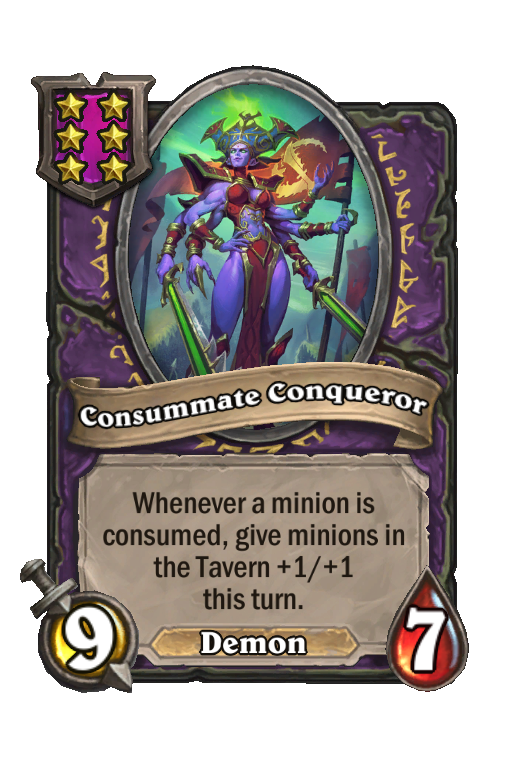 Consummate Conqueror
Whenever a minion is
consumed, give minions in
the Tavern +1/+1
this turn.
9
Demon
7